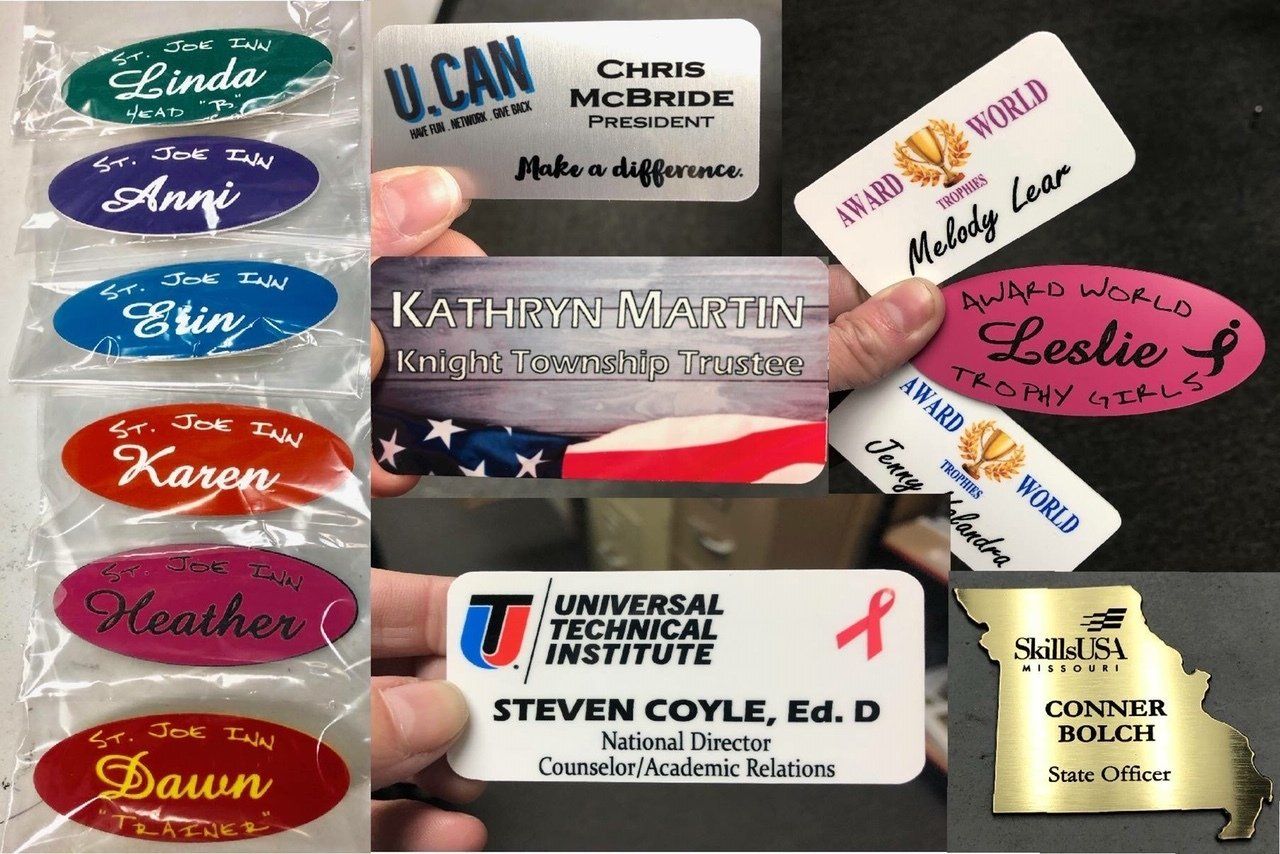 ST. JOE INN
Linda
HEAD "B"
ST. JOE INN
Anni
ST. JOE INN
Erin
ST. JOE INN
Karen
ST. JOE INN
Heather
ST. JOE INN
Dawn
"TRAINER"
U.CAN
HAVE FUN . NETWORK . GIVE BACK
CHRIS
MCBRIDE
PRESIDENT
Make a difference.
KATHRYN MARTIN
Knight Township Trustee
UNIVERSAL
TECHNICAL
INSTITUTE
STEVEN COYLE, Ed. D
National Director
Counselor/Academic Relations
AWARD WORLD
TROPHIES
Melody Lear
AWARD WORLD
Leslie
TROPHY GIRLS
AWARD WORLD
TROPHIES
Jenny
SkillsUSA
MISSOURI
CONNER
BOLCH
State Officer